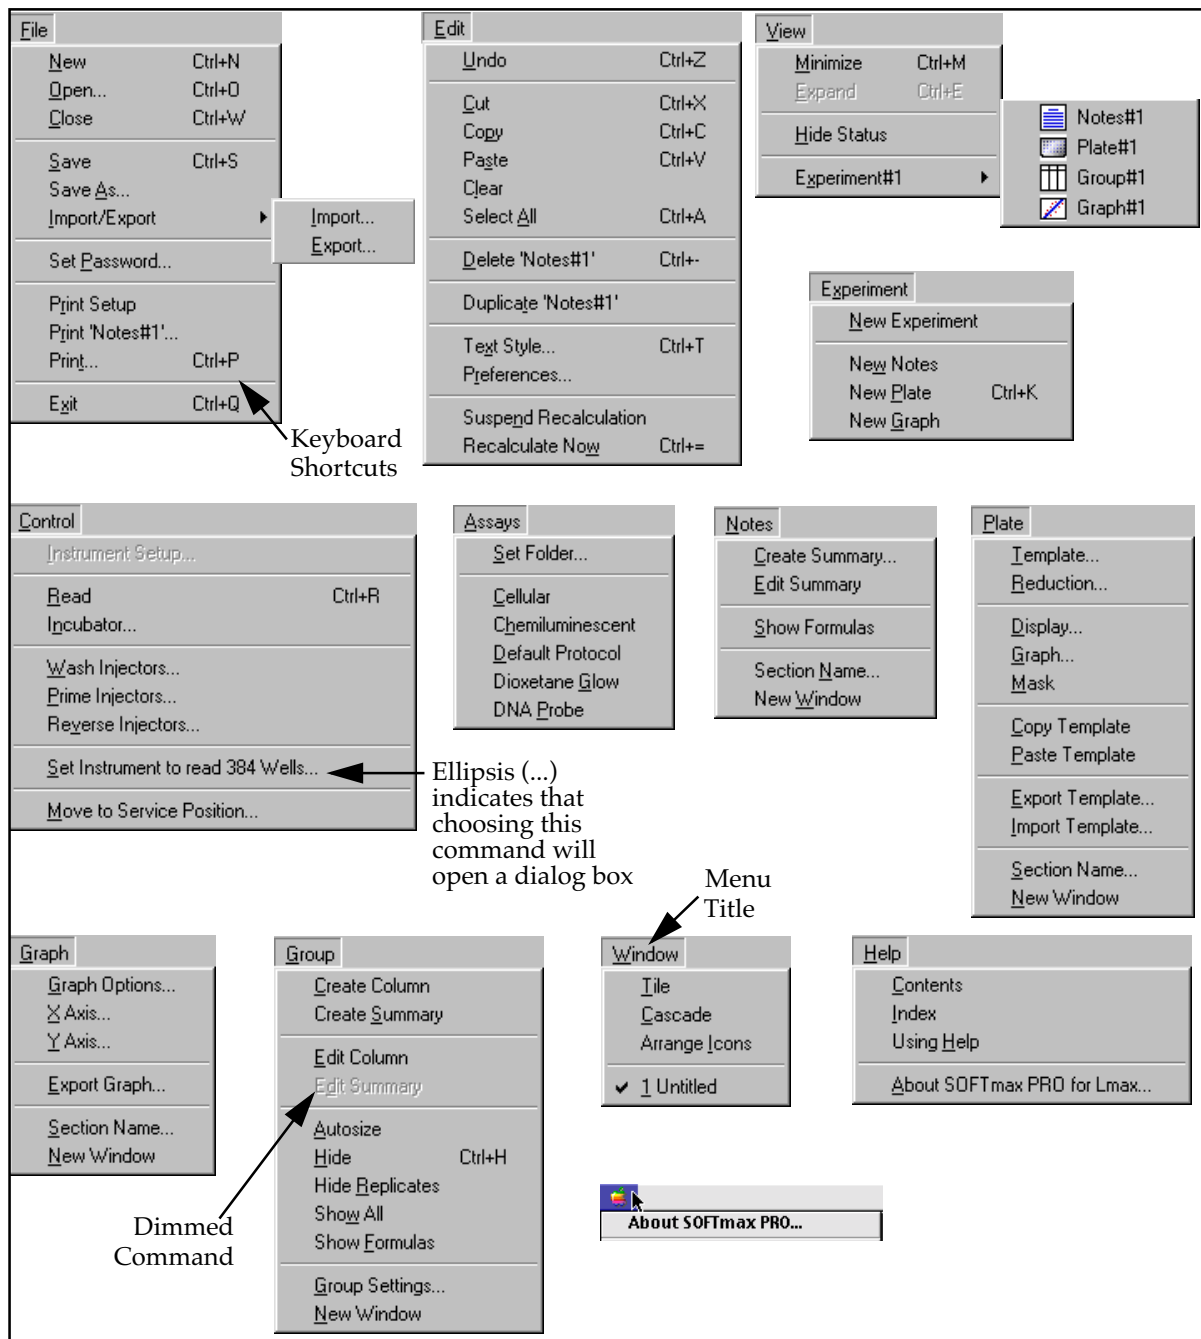 File
New Ctrl+N
Open... Ctrl+O
Close Ctrl+W
Save Ctrl+S
Save As...
Import/Export
Import...
Export...
Set Password...
Print Setup
Print 'Notes#1'...
Print... Ctrl+P
Exit Ctrl+Q
Keyboard
Shortcuts
Edit
Undo Ctrl+Z
Cut Ctrl+X
Copy Ctrl+C
Paste Ctrl+V
Clear
Select All Ctrl+A
Delete 'Notes#1' Ctrl+-
Duplicate 'Notes#1'
Text Style... Ctrl+T
Preferences...
Suspend Recalculation
Recalculate Now Ctrl+=
View
Minimize Ctrl+M
Expand Ctrl+E
Hide Status
Experiment#1
Notes#1
Plate#1
Group#1
Graph#1
Experiment
New Experiment
New Notes
New Plate Ctrl+K
New Graph
Control
Instrument Setup...
Read Ctrl+R
Incubator...
Wash Injectors...
Prime Injectors...
Reverse Injectors...
Set Instrument to read 384 Wells...
Move to Service Position...
Ellipsis (...)
indicates that
choosing this
command will
open a dialog box
Assays
Set Folder...
Cellular
Chemiluminescent
Default Protocol
Dioxetane Glow
DNA Probe
Notes
Create Summary...
Edit Summary
Show Formulas
Section Name...
New Window
Plate
Template...
Reduction...
Display...
Graph...
Mask
Copy Template
Paste Template
Export Template...
Import Template...
Section Name...
New Window
Menu
Title
Graph
Graph Options...
X Axis...
Y Axis...
Export Graph...
Section Name...
New Window
Dimmed
Command
Group
Create Column
Create Summary
Edit Column
Edit Summary
Autosize
Hide Ctrl+H
Hide Replicates
Show All
Show Formulas
Group Settings...
New Window
Window
Tile
Cascade
Arrange Icons
✓ 1 Untitled
Help
Contents
Index
Using Help
About SOFTmax PRO for Lmax...
About SOFTmax PRO...